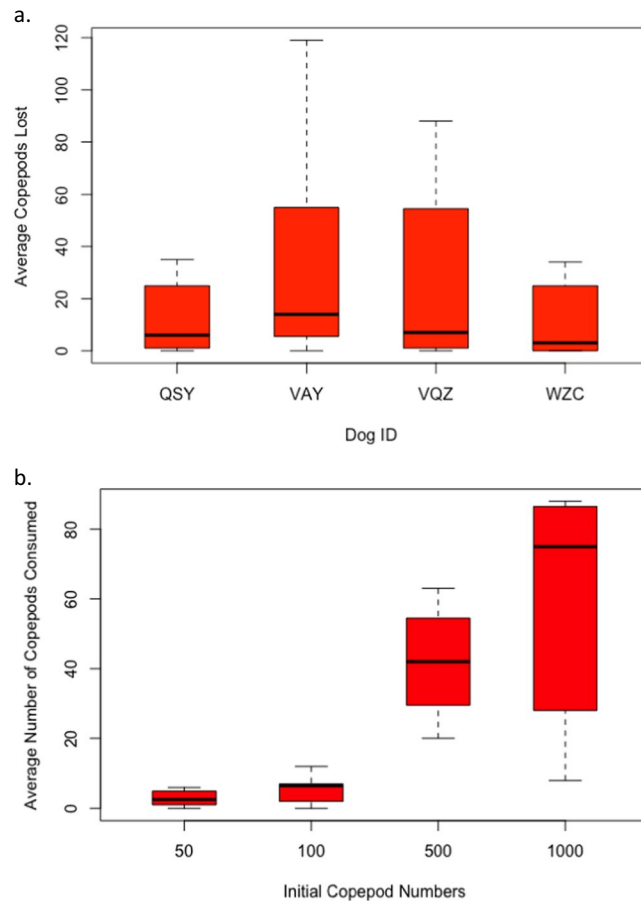 a.
Average Copepods Lost
120
100
80
60
40
20
0
QSY VAY VQZ WZC
Dog ID
b.
Average Number of Copepods Consumed
80
60
40
20
0
50 100 500 1000
Initial Copepod Numbers